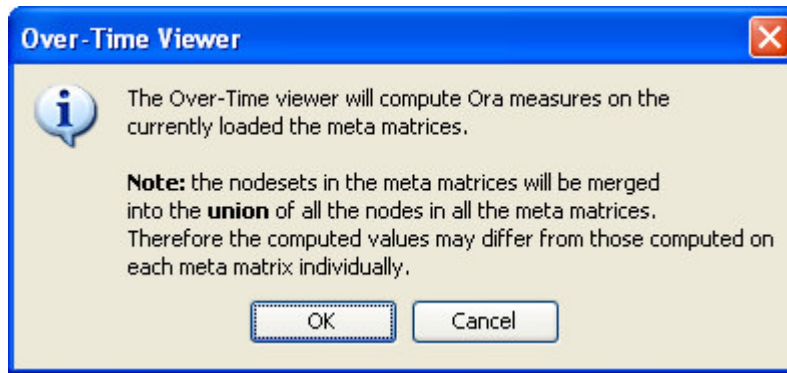 Over-Time Viewer
The Over-Time viewer will compute Ora measures on the
currently loaded the meta matrices.
Note: the nodesets in the meta matrices will be merged
into the union of all the nodes in all the meta matrices.
Therefore the computed values may differ from those computed on
each meta matrix individually.
OK
Cancel